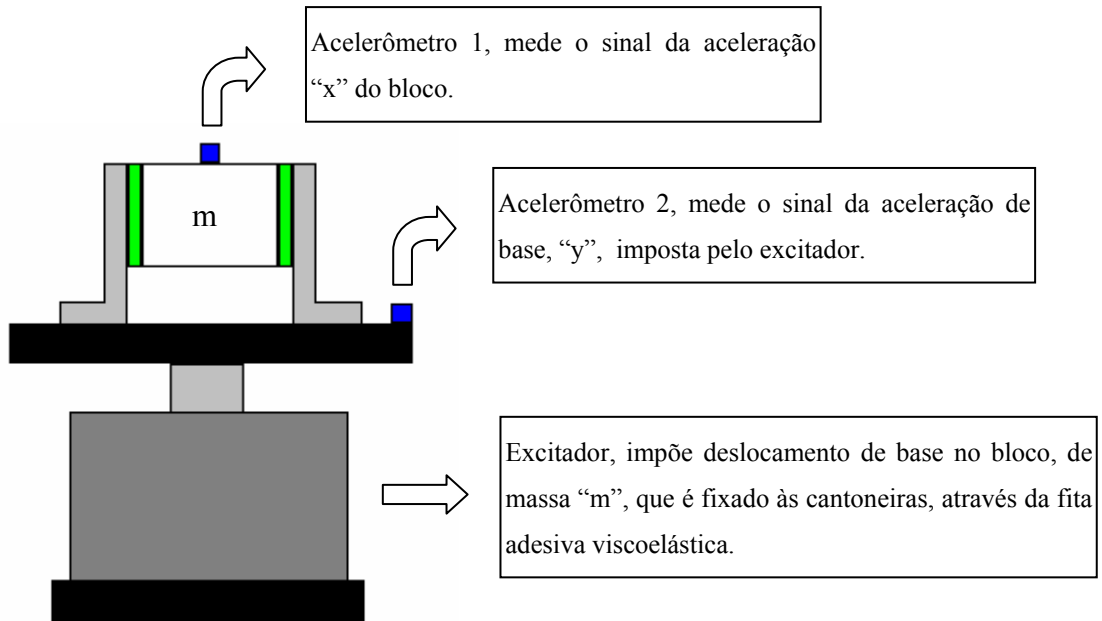 Acelerômetro 1, mede o sinal da aceleração
“x” do bloco.
m
Acelerômetro 2, mede o sinal da aceleração de
base, “y”, imposta pelo excitador.
Excitador, impõe deslocamento de base no bloco, de
massa “m”, que é fixado às cantoneiras, através da fita
adesiva viscoelástica.